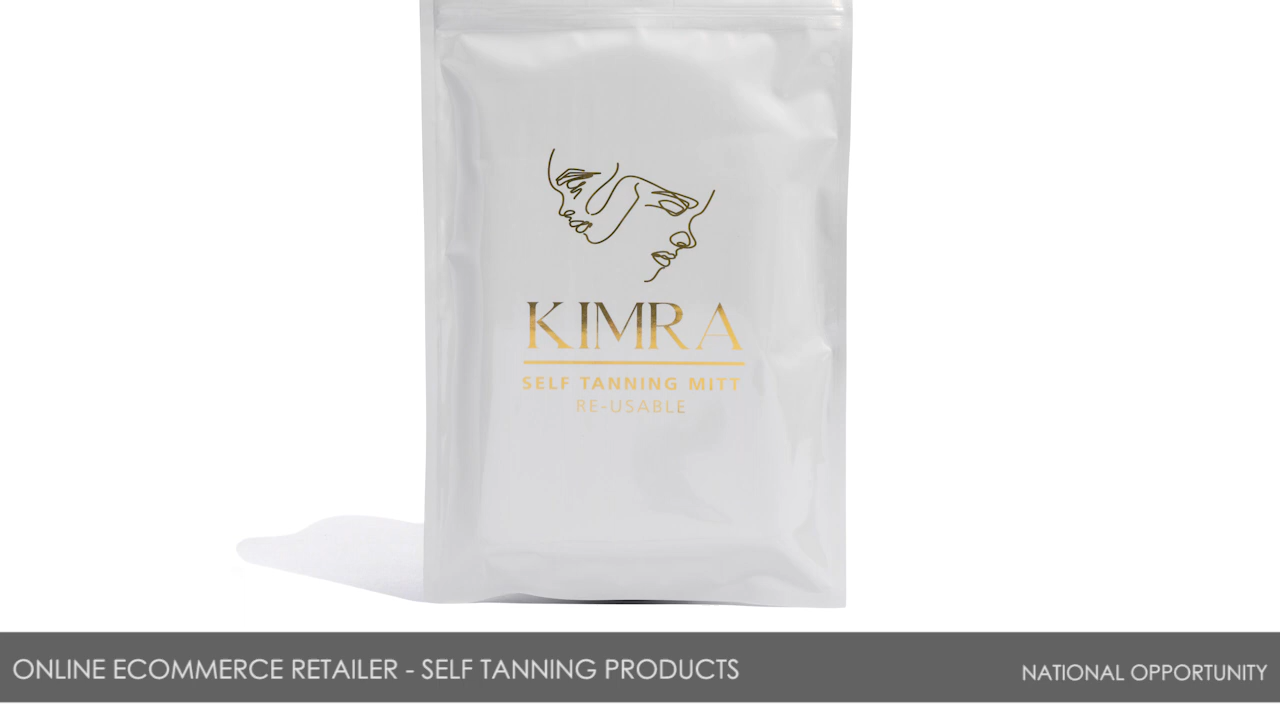 KIMRA
SELF TANNING MITT
RE-USABLE
ONLINE ECOMMERCE RETAILER - SELF TANNING PRODUCTS
NATIONAL OPPORTUNITY